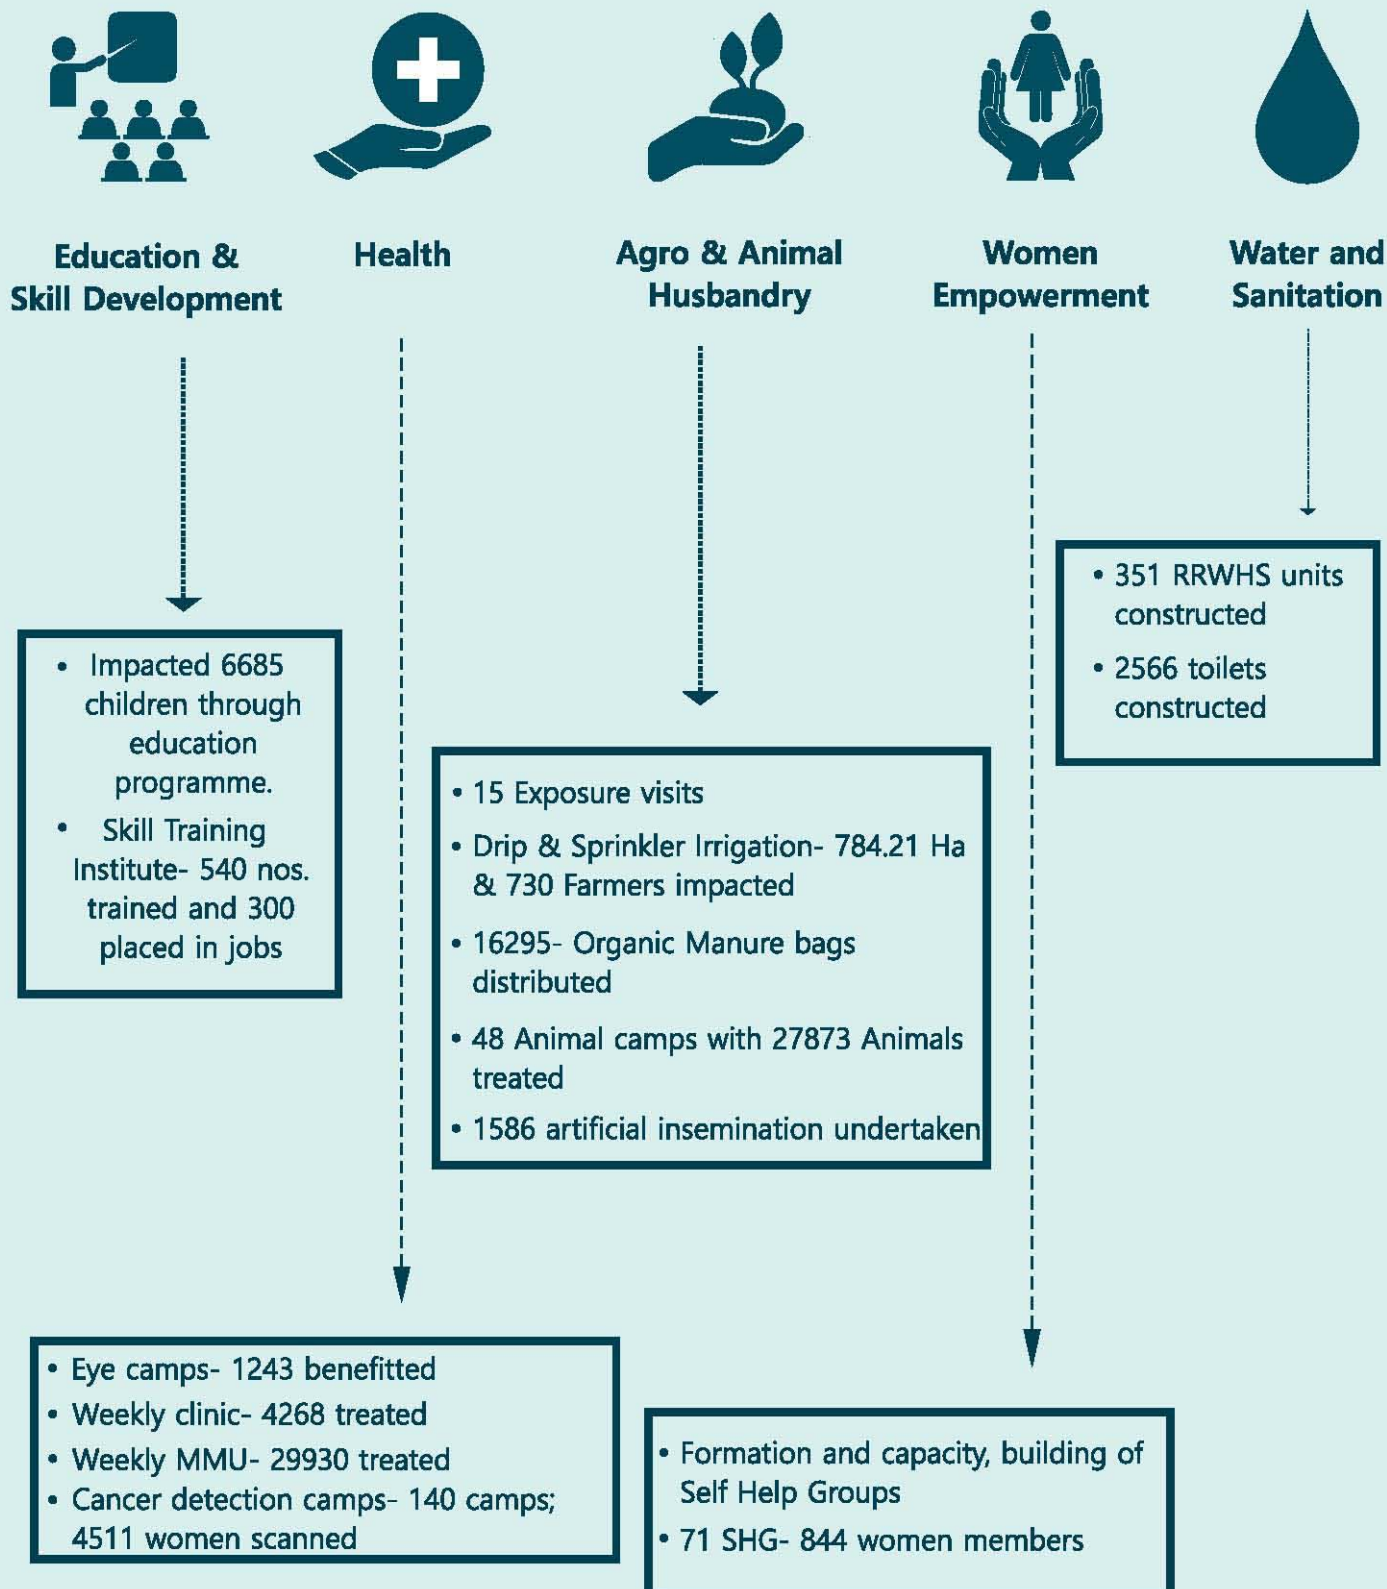 Education &
Skill Development
Health
Agro & Animal
Husbandry
Women
Empowerment
Water and
Sanitation
• Impacted 6685
children through
education
programme.
• Skill Training
Institute- 540 nos.
trained and 300
placed in jobs
• 351 RRWHS units
constructed
• 2566 toilets
constructed
• 15 Exposure visits
• Drip & Sprinkler Irrigation- 784.21 Ha
& 730 Farmers impacted
• 16295- Organic Manure bags
distributed
• 48 Animal camps with 27873 Animals
treated
• 1586 artificial insemination undertaken
• Eye camps- 1243 benefitted
• Weekly clinic- 4268 treated
• Weekly MMU- 29930 treated
• Cancer detection camps- 140 camps;
4511 women scanned
• Formation and capacity, building of
Self Help Groups
• 71 SHG- 844 women members